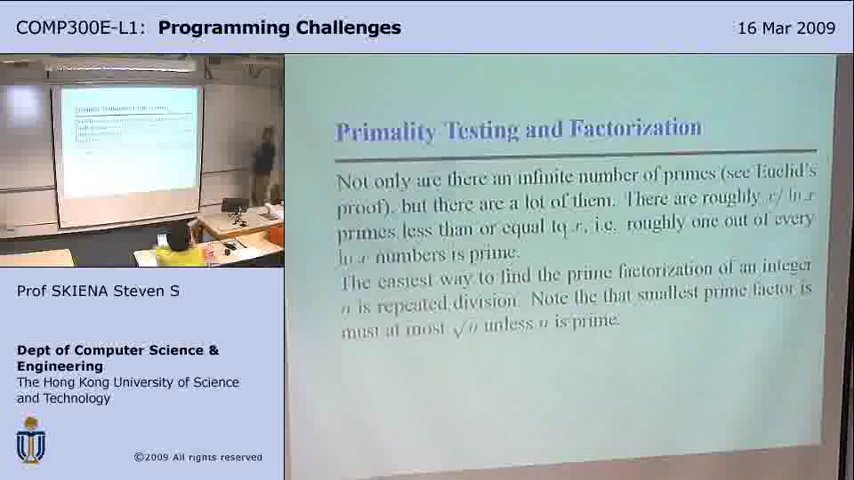 COMP300E-L1: Programming Challenges
16 Mar 2009
Primality Testing and Factorization
Not only are there an infinite number of primes (see Euclid's
proof), but there are a lot of them. There are roughly x/ ln x
primes less than or equal to x, i.e. roughly one out of every
ln x numbers is prime.
The easiest way to find the prime factorization of an integer
n is repeated division. Note the that smallest prime factor is
must at most √n unless n is prime.
Prof SKIENA Steven S
Dept of Computer Science &
Engineering
The Hong Kong University of Science
and Technology
©2009 All rights reserved